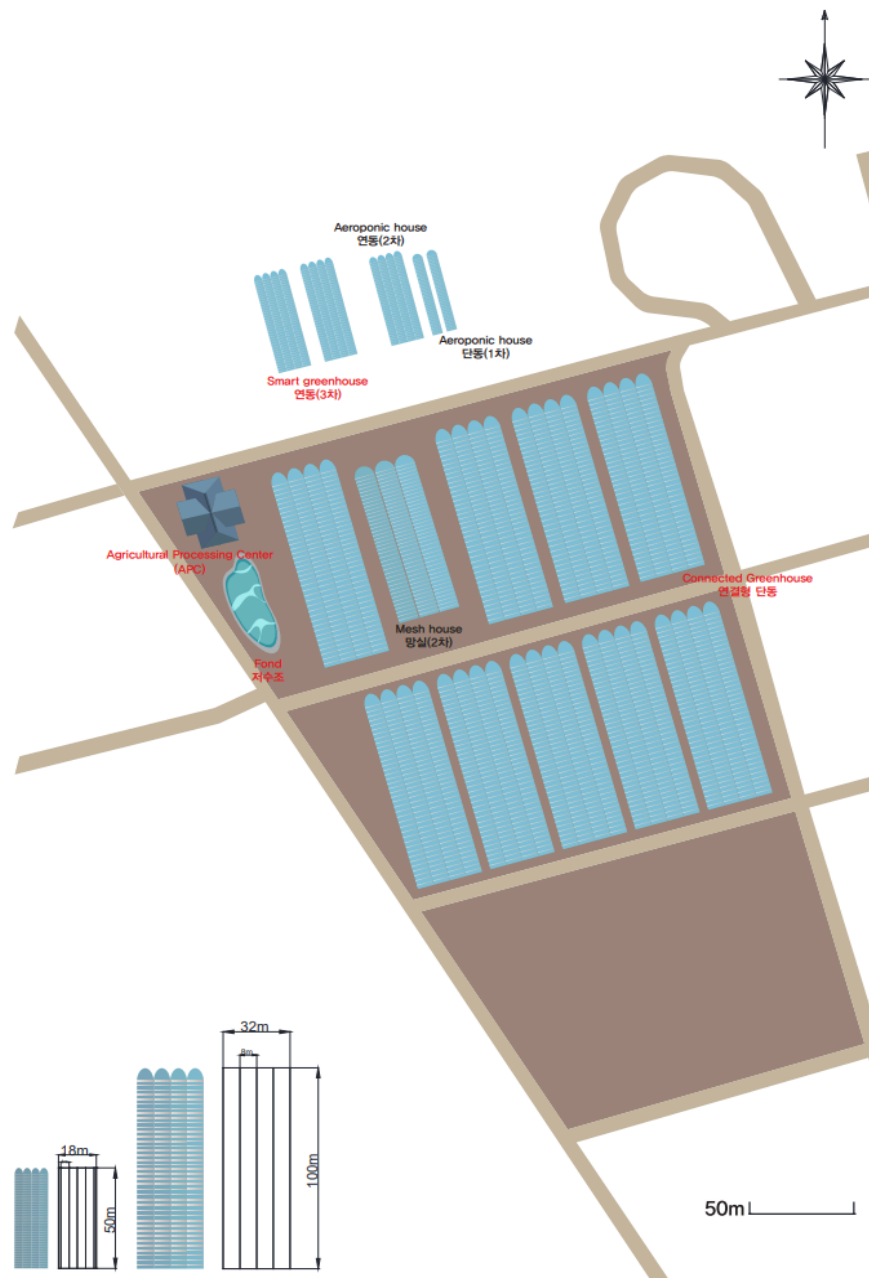 Aeroponic house
연동(2차)
Aeroponic house
단동(1차)
Smart greenhouse
연동(3차)
Agricultural Processing Center
(APC)
Connected Greenhouse
연결형 단동
Mesh house
망실(2차)
Fond
저수조
32m
8m
18m
100m
50m
50m